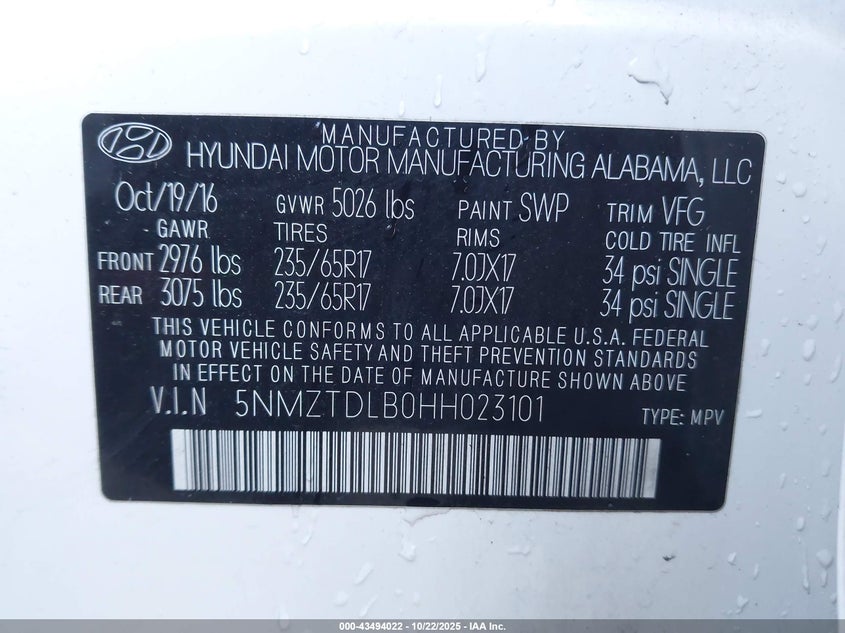 MANUFACTURED BY
HYUNDAI MOTOR MANUFACTURING ALABAMA, LLC
Oct/19/16 GVWR 5026 lbs PAINT SWP TRIM VFG
GAWR TIRES RIMS COLD TIRE INFL
FRONT 2976 lbs 235/65R17 7.0JX17 34 psi SINGLE
REAR 3075 lbs 235/65R17 7.0JX17 34 psi SINGLE
THIS VEHICLE CONFORMS TO ALL APPLICABLE U.S.A. FEDERAL
MOTOR VEHICLE SAFETY AND THEFT PREVENTION STANDARDS
IN EFFECT ON THE DATE OF MANUFACTURE SHOWN ABOVE
V.I.N 5NMZTDLB0HH023101 TYPE: MPV
000-43494022 - 10/22/2025 - IAA Inc.